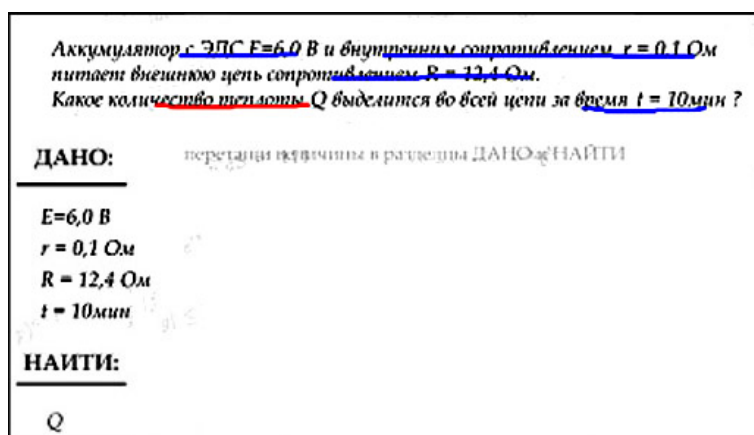 Аккумулятор с ЭДС E=6,0 В и внутренним сопротивлением r = 0,1 Ом
питает внешнюю цепь сопротивлением R = 12,4 Ом.
Какое количество теплоты Q выделится во всей цепи за время t = 10мин ?
ДАНО:
перетащи величины в разделы ДАНО и НАЙТИ
E=6,0 В
r = 0,1 Ом
R = 12,4 Ом
t = 10мин
НАЙТИ:
Q